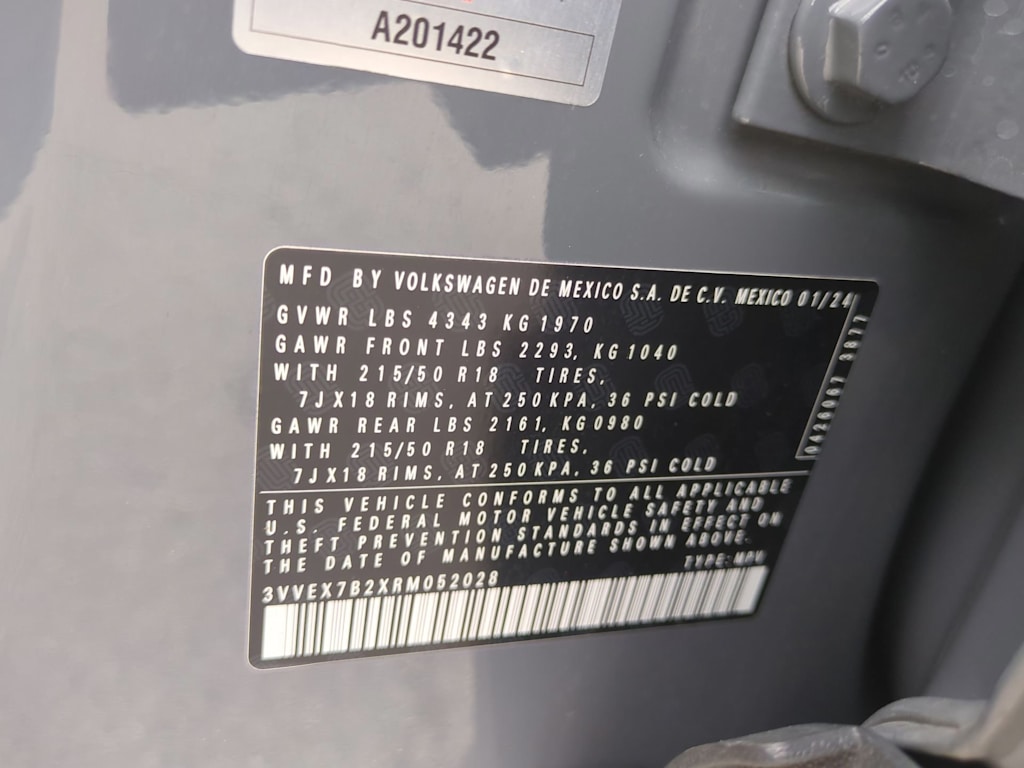 A201422
MFD BY VOLKSWAGEN DE MEXICO S.A. DE C.V. MEXICO 01/24
GVWR LBS 4343 KG 1970
GAWR FRONT LBS 2293, KG 1040
WITH 215/50 R18 TIRES,
7JX18 RIMS, AT 250 KPA, 36 PSI COLD
GAWR REAR LBS 2161, KG 0980
WITH 215/50 R18 TIRES,
7JX18 RIMS, AT 250 KPA, 36 PSI COLD
THIS VEHICLE CONFORMS TO ALL APPLICABLE
U.S. FEDERAL MOTOR VEHICLE SAFETY AND
THEFT PREVENTION STANDARDS IN EFFECT ON
THE DATE OF MANUFACTURE SHOWN ABOVE.
TYPE: MPV
3VVEX7B2XRM052028